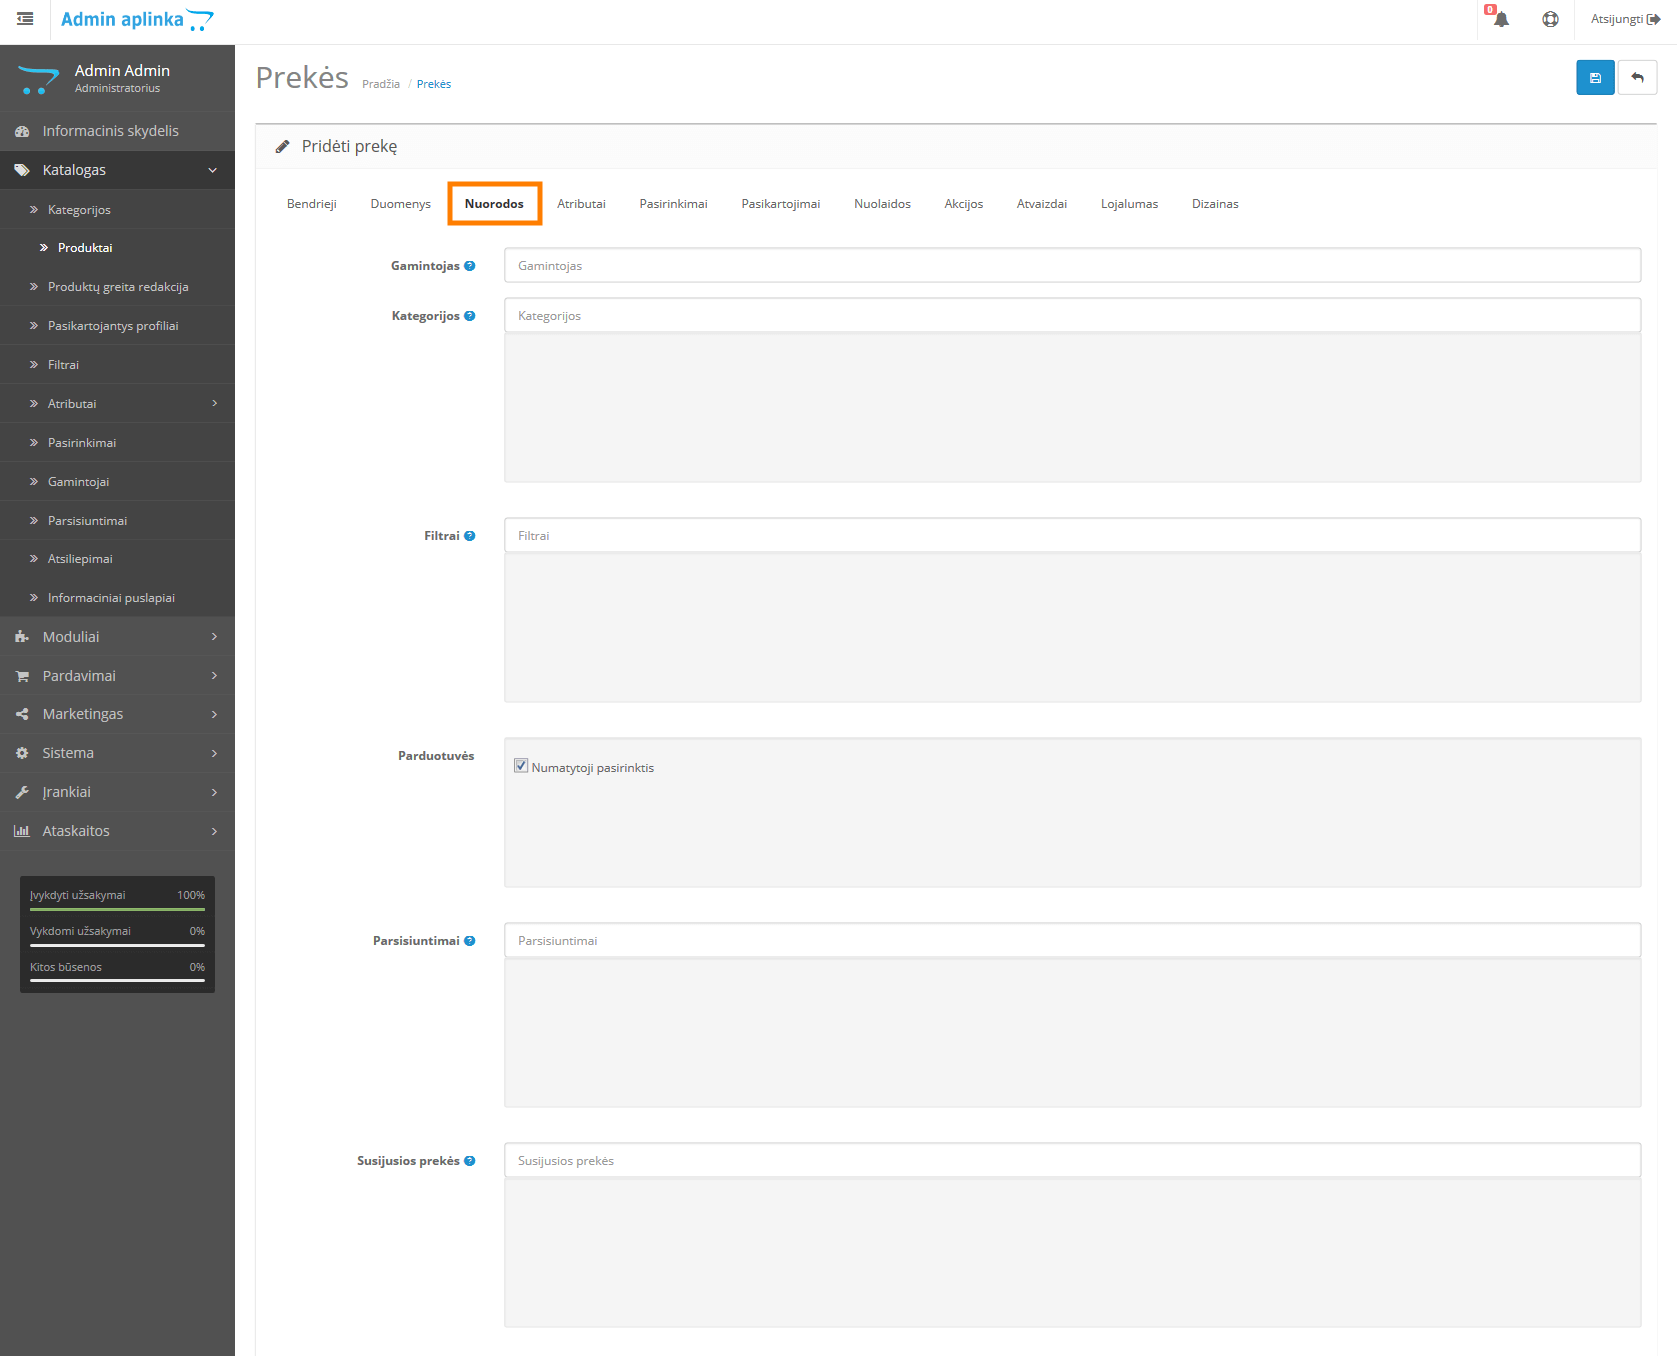 Admin aplinka
0
Atsijungti
Admin Admin
Administratorius
Informacinis skydelis
Katalogas
Kategorijos
Produktai
Produktų greita redakcija
Pasikartojantys profiliai
Filtrai
Atributai
Pasirinkimai
Gamintojai
Parsisiuntimai
Atsiliepimai
Informaciniai puslapiai
Moduliai
Pardavimai
Marketingas
Sistema
Įrankiai
Ataskaitos
Įvykdyti užsakymai 100%
Vykdomi užsakymai 0%
Kitos būsenos 0%
Prekės Pradžia / Prekės
Pridėti prekę
Bendrieji Duomenys Nuorodos Atributai Pasirinkimai Pasikartojimai Nuolaidos Akcijos Atvaizdai Lojalumas Dizainas
Gamintojas Gamintojas
Kategorijos Kategorijos
Filtrai Filtrai
Parduotuvės
Numatytoji pasirinktis
Parsisiuntimai Parsisiuntimai
Susijusios prekės Susijusios prekės